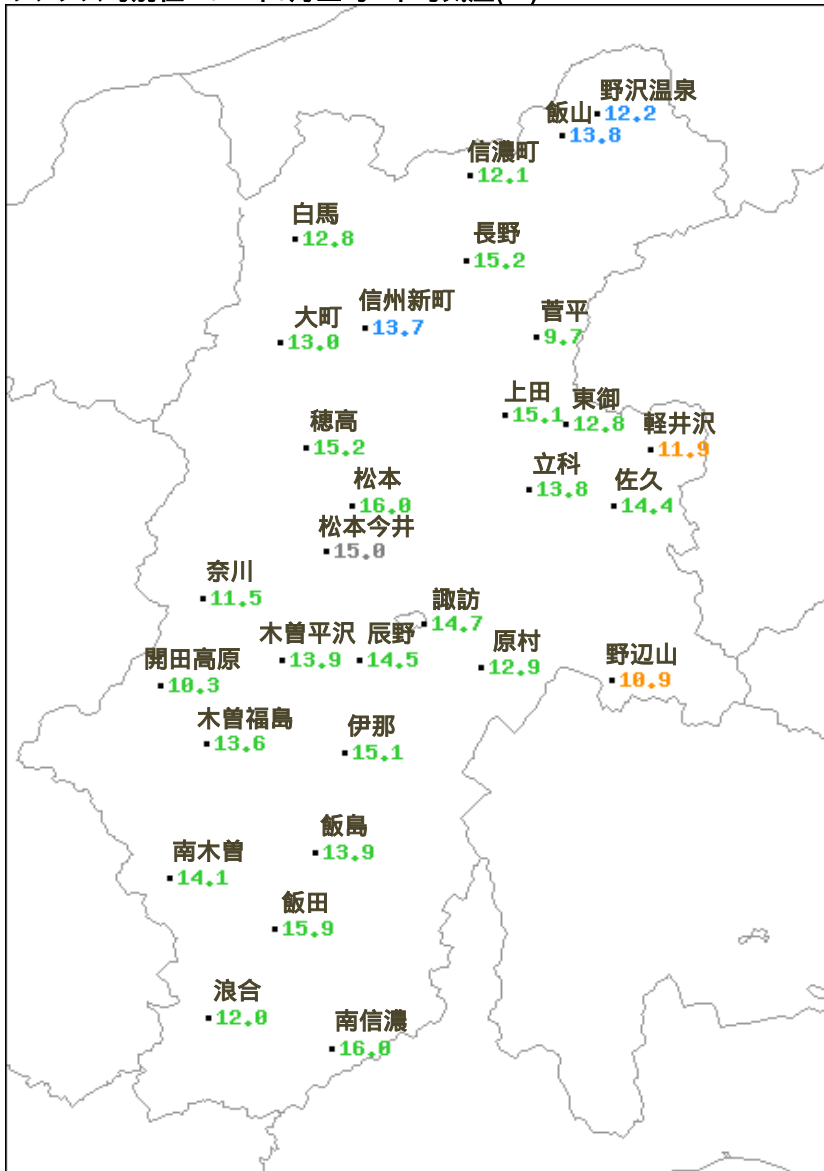 野沢温泉
12.2
飯山
13.8
信濃町
12.1
白馬
12.8
長野
15.2
信州新町
13.7
大町
13.0
菅平
9.7
上田
15.1
東御
12.8
軽井沢
11.9
穂高
15.2
立科
13.8
佐久
14.4
松本
16.0
松本今井
15.0
奈川
11.5
諏訪
14.7
木曽平沢
13.9
辰野
14.5
原村
12.9
野辺山
10.9
開田高原
10.3
木曽福島
13.6
伊那
15.1
飯島
13.9
南木曽
14.1
飯田
15.9
浪合
12.0
南信濃
16.0